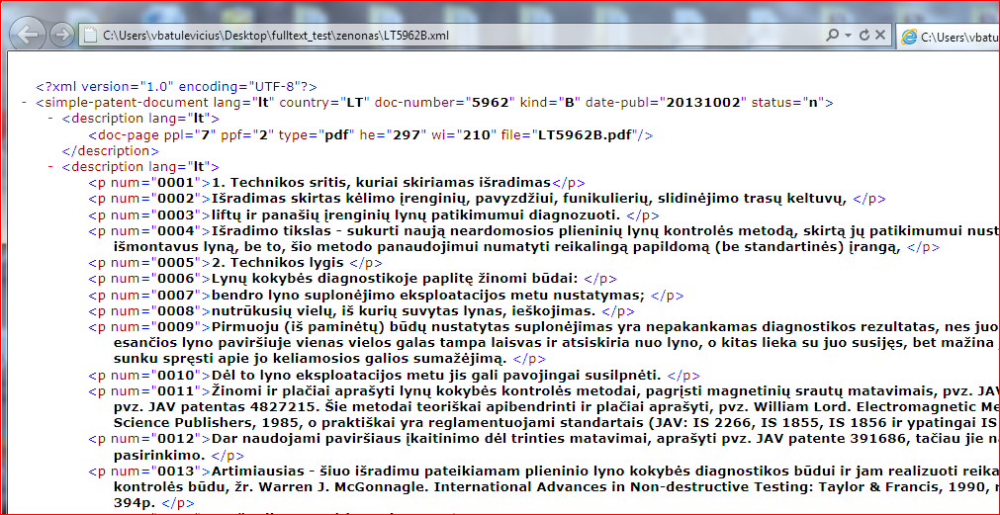 C:\Users\vbatulevicius\Desktop\fulltext_test\zenonas\LT5962B.xml
C:\Users\vbatu
<?xml version="1.0" encoding="UTF-8"?>
- <simple-patent-document lang="lt" country="LT" doc-number="5962" kind="B" date-publ="20131002" status="n">
- <description lang="lt">
<doc-page ppl="7" ppf="2" type="pdf" he="297" wi="210" file="LT5962B.pdf"/>
</description>
- <description lang="lt">
<p num="0001">1. Technikos sritis, kuriai skiriamas išradimas</p>
<p num="0002">Išradimas skirtas kėlimo įrenginių, pavyzdžiui, funikulierių, slidinėjimo trasų keltuvų, </p>
<p num="0003">liftų ir panašių įrenginių lynų patikimumui diagnozuoti. </p>
<p num="0004">Išradimo tikslas - sukurti naują neardomosios plieninių lynų kontrolės metodą, skirtą jų patikimumui nust
išmontavus lyną, be to, šio metodo panaudojimui numatyti reikalingą papildomą (be standartinės) įrangą, </p>
<p num="0005">2. Technikos lygis </p>
<p num="0006">Lynų kokybės diagnostikoje paplitę žinomi būdai: </p>
<p num="0007">bendro lyno suplonėjimo eksploatacijos metu nustatymas; </p>
<p num="0008">nutrūkusių vielų, iš kurių suvytas lynas, ieškojimas. </p>
<p num="0009">Pirmuoju (iš paminėtų) būdų nustatytas suplonėjimas yra nepakankamas diagnostikos rezultatas, nes juo
esančios lyno paviršiuje vienas vielos galas tampa laisvas ir atsiskiria nuo lyno, o kitas lieka su juo susijęs, bet mažina j
sunku spręsti apie jo keliamosios galios sumažėjimą. </p>
<p num="0010">Dėl to lyno eksploatacijos metu jis gali pavojingai susilpnėti. </p>
<p num="0011">Žinomi ir plačiai aprašyti lynų kokybės kontrolės metodai, pagrįsti magnetinių srautų matavimais, pvz. JAV
pvz. JAV patentas 4827215. Šie metodai teoriškai apibendrinti ir plačiai aprašyti, pvz. William Lord. Electromagnetic Me
Science Publishers, 1985, o praktiškai yra reglamentuojami standartais (JAV: IS 2266, IS 1855, IS 1856 ir ypatingai IS
<p num="0012">Dar naudojami paviršiaus įkaitinimo dėl trinties matavimai, aprašyti pvz. JAV patente 391686, tačiau jie na
pasirinkimo. </p>
<p num="0013">Artimiausias - šiuo išradimu pateikiamam plieninio lyno kokybės diagnostikos būdui ir jam realizuoti reika
kontrolės būdu, žr. Warren J. McGonnagle. International Advances in Non-destructive Testing: Taylor & Francis, 1990, r
394p. </p>